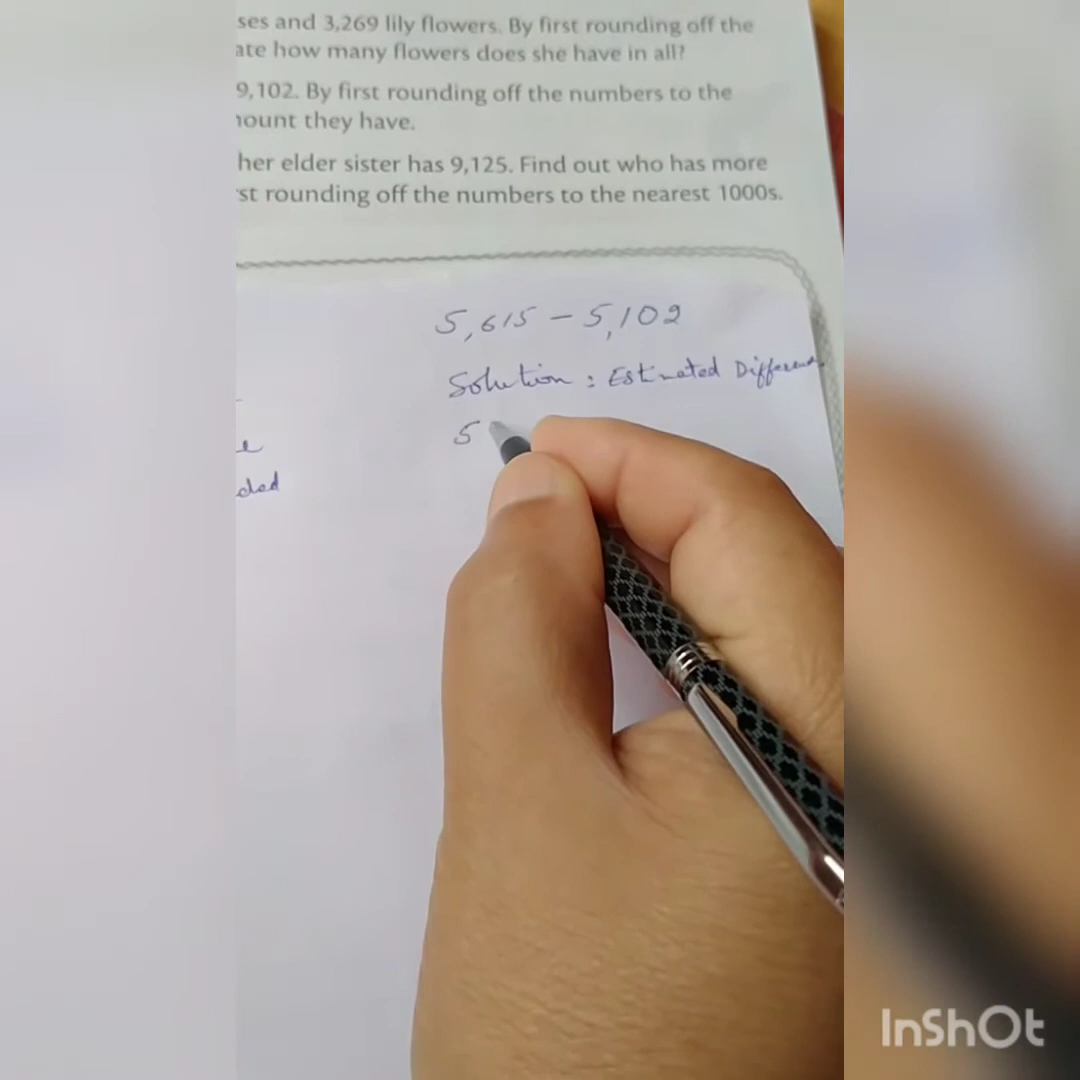 ses and 3,269 lily flowers. By first rounding off the
ate how many flowers does she have in all?
9,102. By first rounding off the numbers to the
nount they have.
her elder sister has 9,125. Find out who has more
st rounding off the numbers to the nearest 1000s.
5,615 - 5,102
Solution : Estimated Difference
5
e
ded
InShOt